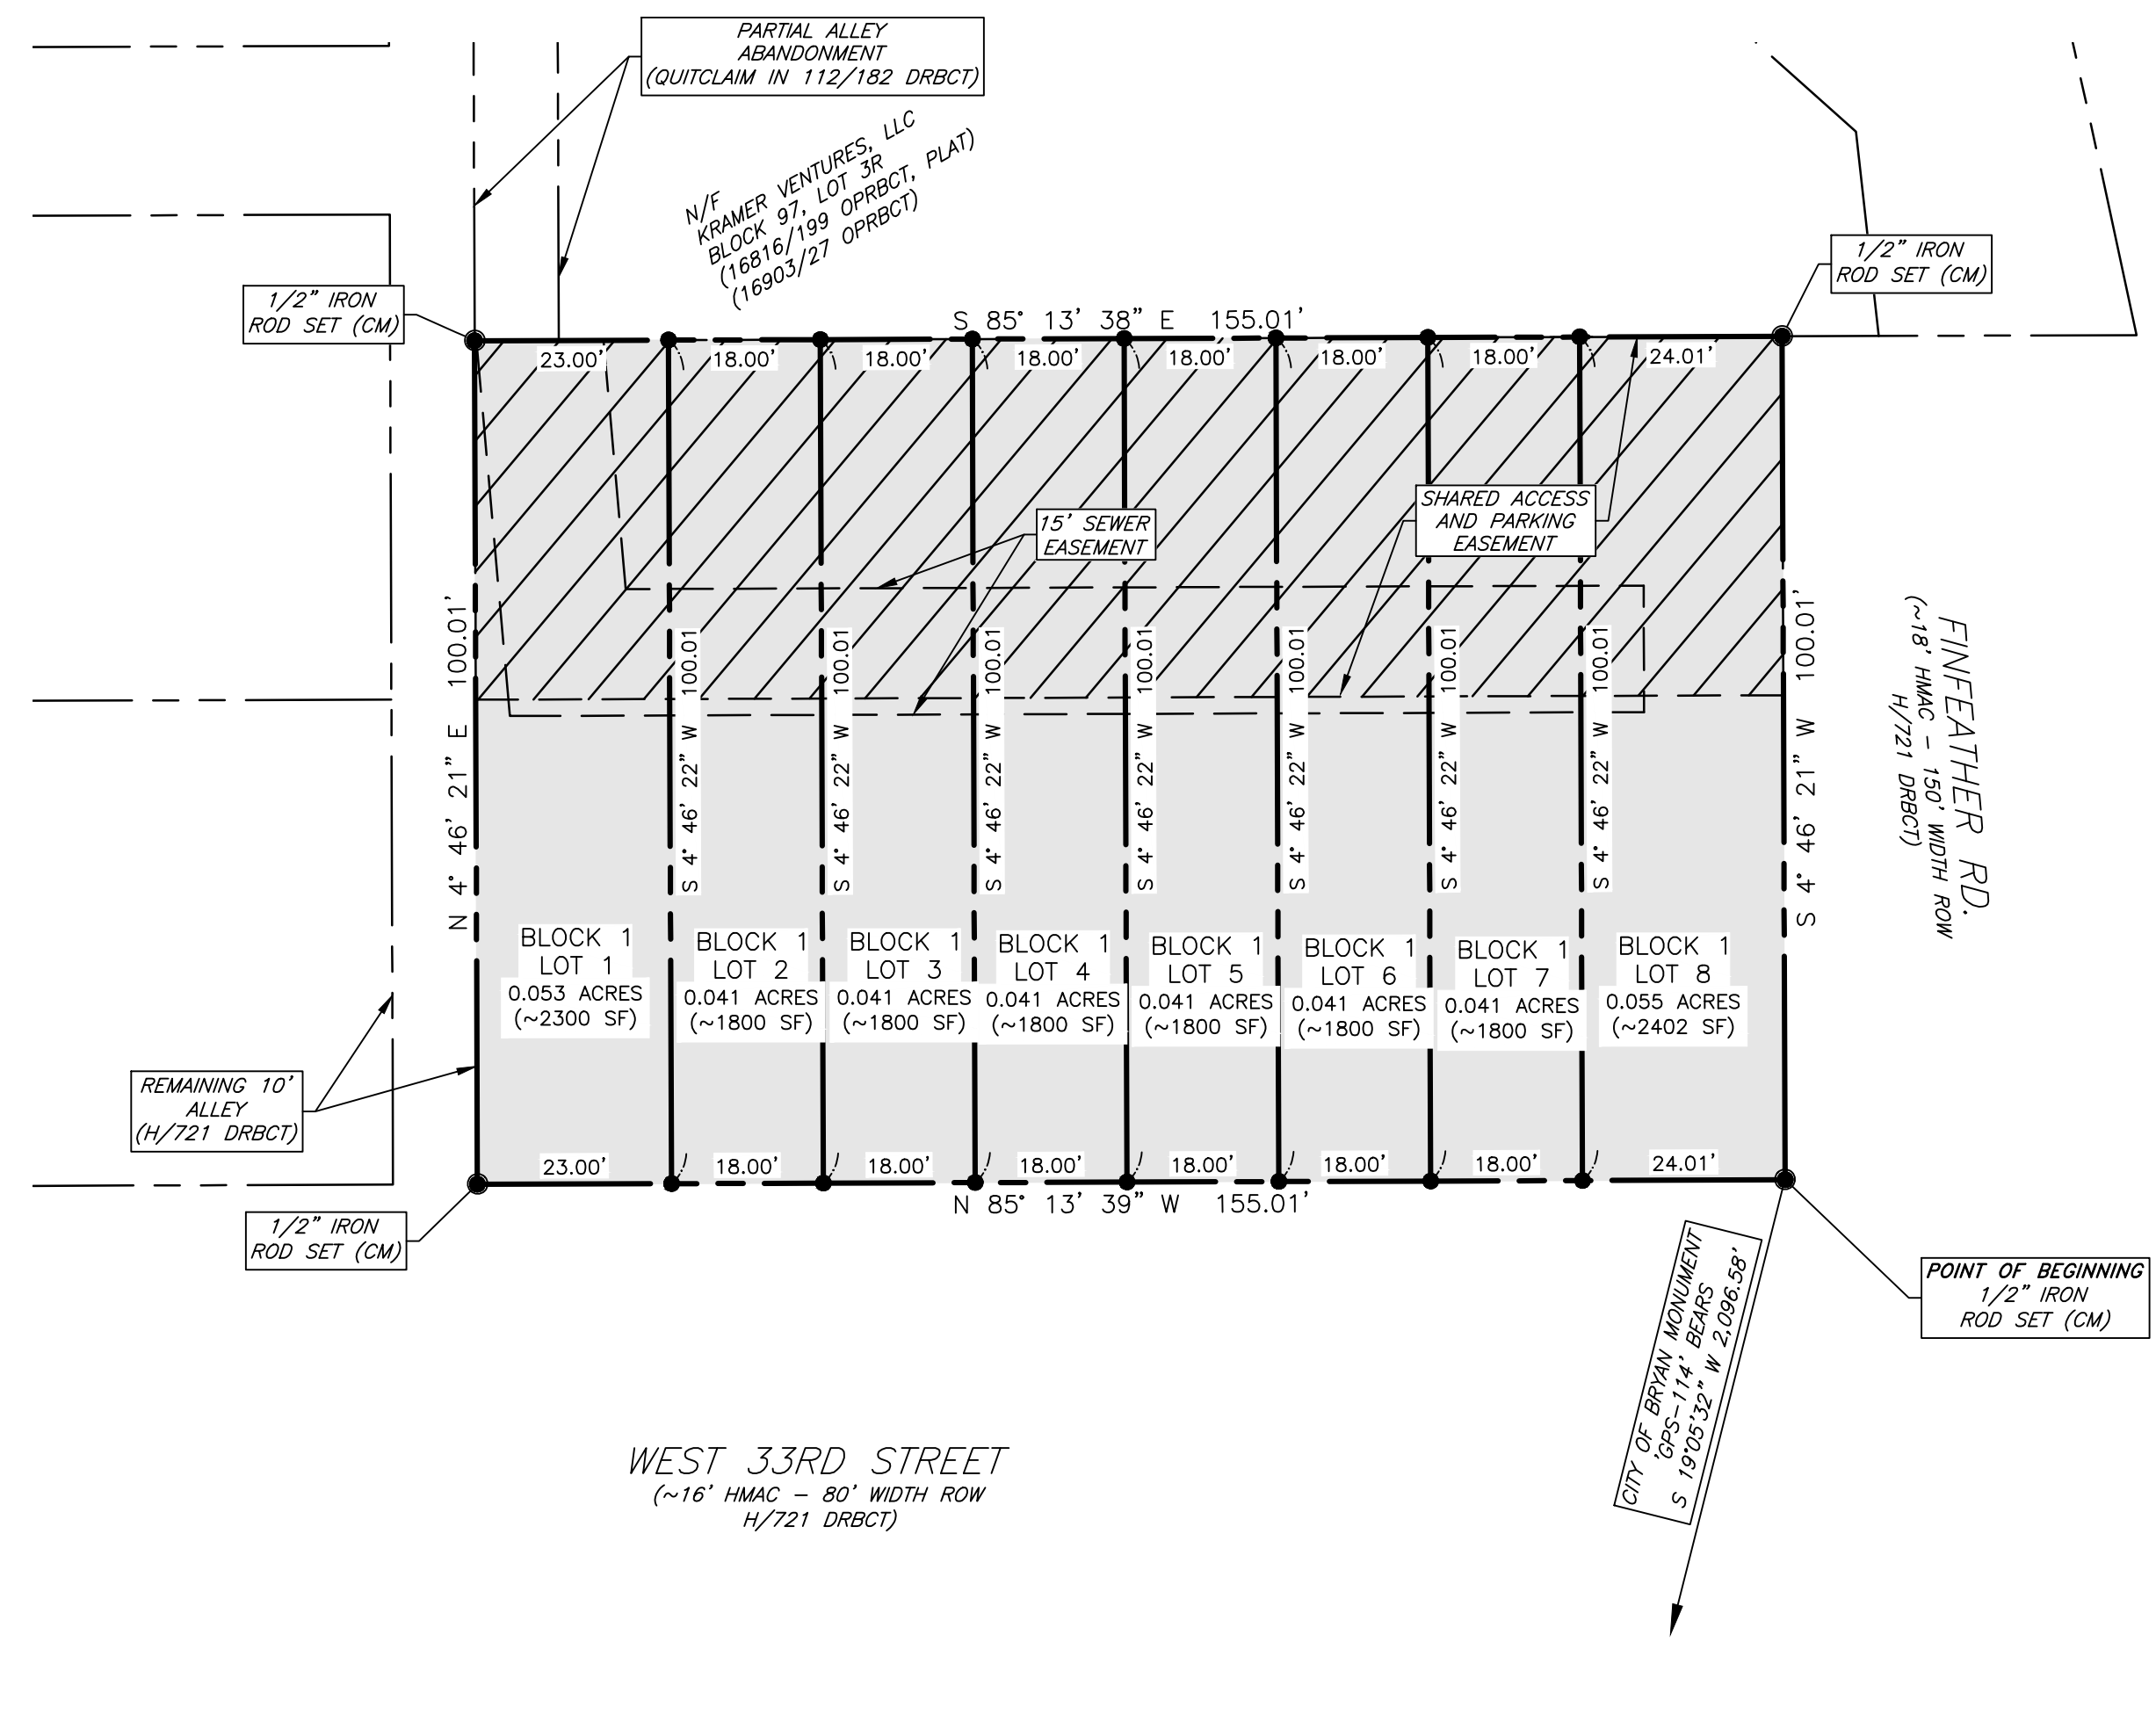 PARTIAL ALLEY
ABANDONMENT
(QUITCLAIM IN 112/182 DRBCT)
N/F
KRAMER VENTURES, LLC
BLOCK 97, LOT 3R
(16816/199 OPRBCT, PLAT)
(16903/27 OPRBCT)
1/2" IRON
ROD SET (CM)
1/2" IRON
ROD SET (CM)
S 85° 13' 38" E 155.01'
23.00'
18.00'
18.00'
18.00'
18.00'
18.00'
18.00'
24.01'
15' SEWER
EASEMENT
SHARED ACCESS
AND PARKING
EASEMENT
N 4° 46' 21" E 100.01'
S 4° 46' 22" W 100.01
S 4° 46' 22" W 100.01
S 4° 46' 22" W 100.01
S 4° 46' 22" W 100.01
S 4° 46' 22" W 100.01
S 4° 46' 22" W 100.01
S 4° 46' 22" W 100.01
S 4° 46' 21" W 100.01'
FINFEATHER RD.
(~18' HMAC - 150' WIDTH ROW
H/721 DRBCT)
BLOCK 1
LOT 1
0.053 ACRES
(~2300 SF)
BLOCK 1
LOT 2
0.041 ACRES
(~1800 SF)
BLOCK 1
LOT 3
0.041 ACRES
(~1800 SF)
BLOCK 1
LOT 4
0.041 ACRES
(~1800 SF)
BLOCK 1
LOT 5
0.041 ACRES
(~1800 SF)
BLOCK 1
LOT 6
0.041 ACRES
(~1800 SF)
BLOCK 1
LOT 7
0.041 ACRES
(~1800 SF)
BLOCK 1
LOT 8
0.055 ACRES
(~2402 SF)
REMAINING 10'
ALLEY
(H/721 DRBCT)
23.00'
18.00'
18.00'
18.00'
18.00'
18.00'
18.00'
24.01'
N 85° 13' 39" W 155.01'
1/2" IRON
ROD SET (CM)
POINT OF BEGINNING
1/2" IRON
ROD SET (CM)
CITY OF BRYAN MONUMENT
'GPS-114' BEARS
S 19°05'32" W 2,096.58'
WEST 33RD STREET
(~16' HMAC - 80' WIDTH ROW
H/721 DRBCT)